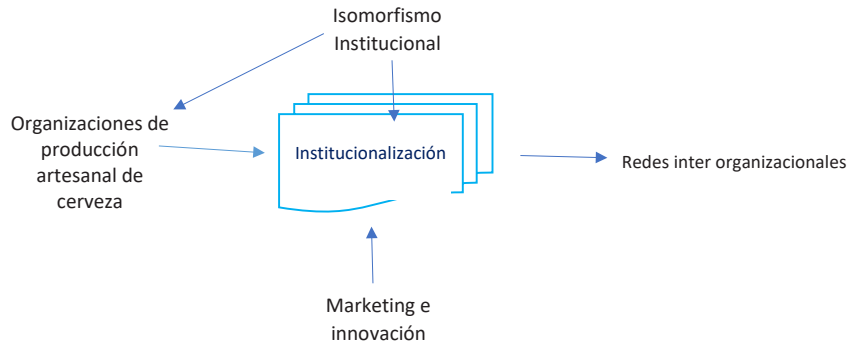 Isomorfismo
Institucional
Organizaciones de
producción
artesanal de
cerveza
Institucionalización
Redes inter organizacionales
Marketing e
innovación